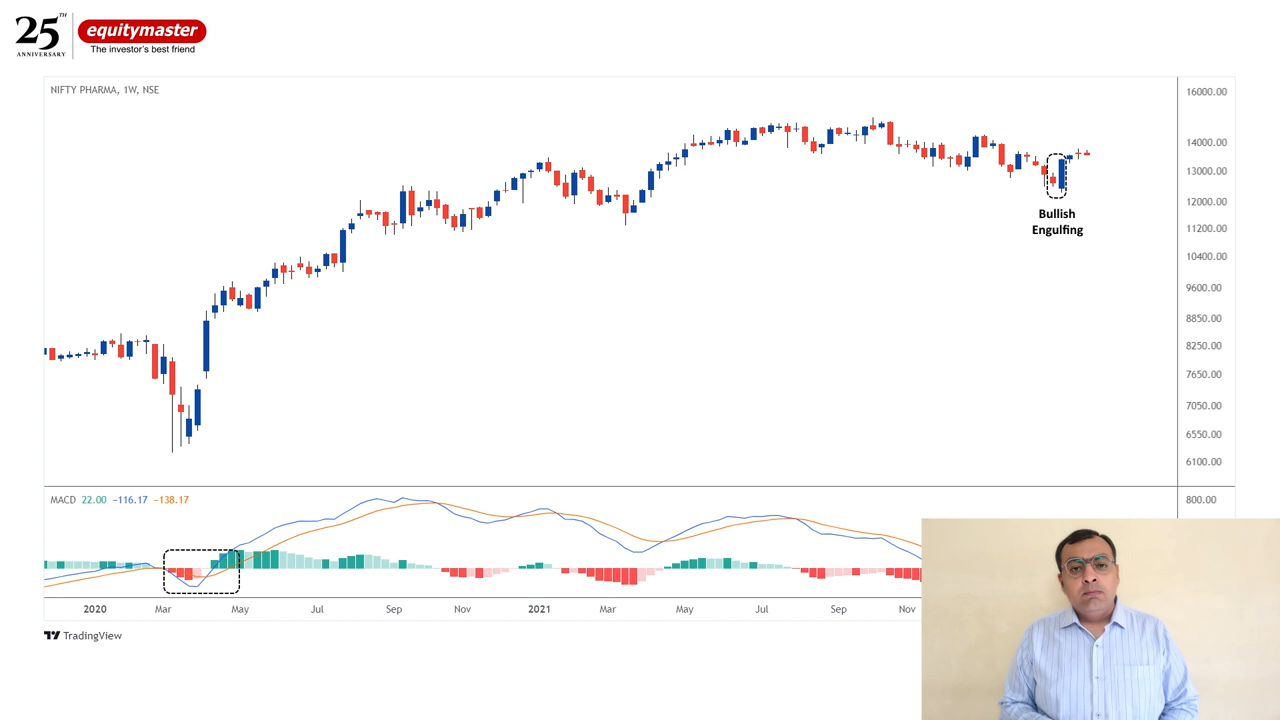 25TH
ANNIVERSARY
equitymaster
The investor's best friend
NIFTY PHARMA, 1W, NSE
16000.00
14000.00
13000.00
12000.00
11200.00
10400.00
9600.00
8850.00
8250.00
7650.00
7050.00
6550.00
6100.00
Bullish
Engulfing
MACD 22.00 −116.17 −138.17
800.00
2020 Mar May Jul Sep Nov 2021 Mar May Jul Sep Nov
TradingView